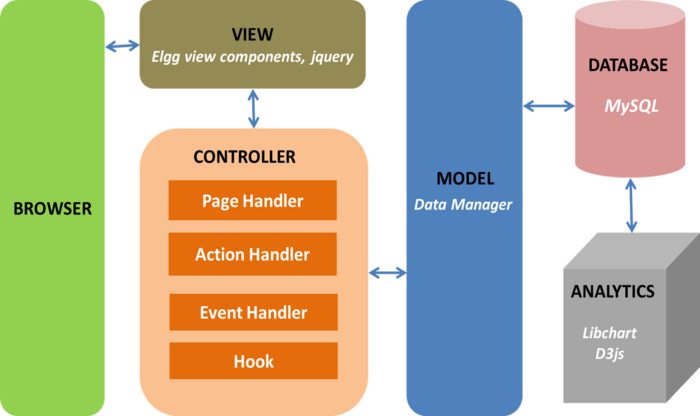 BROWSER
VIEW
Elgg view components, jquery
CONTROLLER
Page Handler
Action Handler
Event Handler
Hook
MODEL
Data Manager
DATABASE
MySQL
ANALYTICS
Libchart
D3js